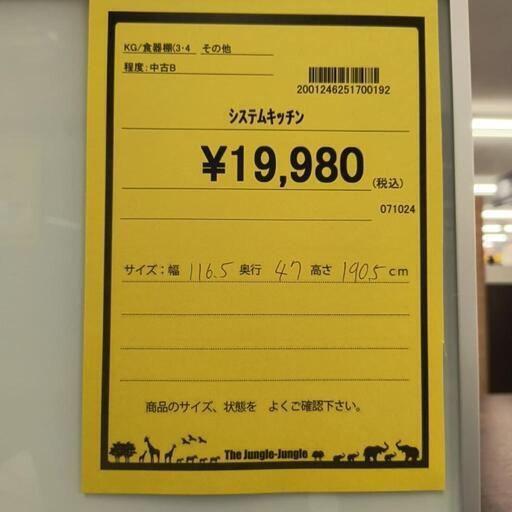 KG/食器棚(3・4 その他
程度:中古B
2001246251700192
システムキッチン
¥19,980(税込)
071024
サイズ:幅 116.5 奥行 47 高さ 190.5 cm
商品のサイズ、状態を よくご確認下さい。
The Jungle-Jungle